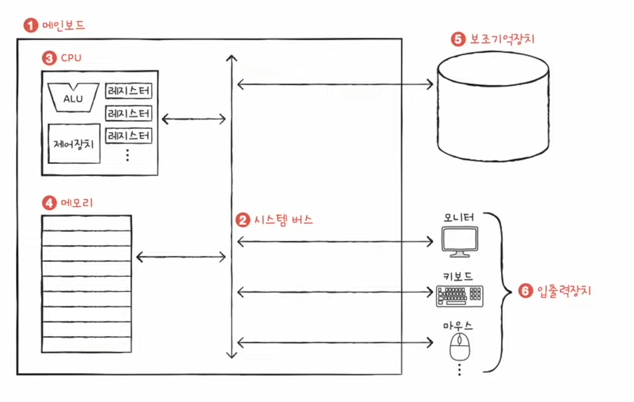 1 메인보드
3 CPU
ALU
제어장치
레지스터
레지스터
레지스터
4 메모리
2 시스템 버스
5 보조기억장치
모니터
키보드
마우스
6 입출력장치